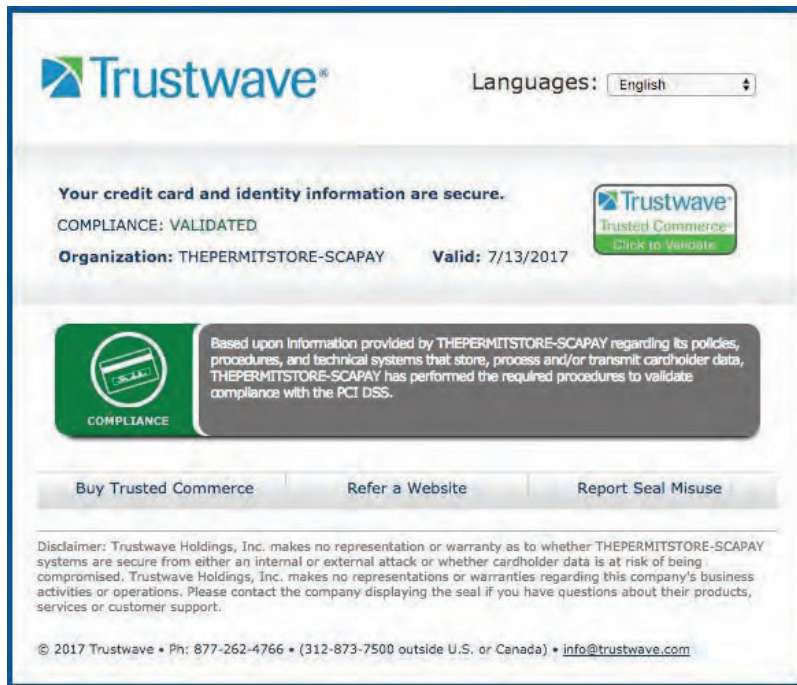 Trustwave®
Languages: English
Your credit card and identity information are secure.
COMPLIANCE: VALIDATED
Organization: THEPERMITSTORE-SCAPAY Valid: 7/13/2017
Trustwave®
Trusted Commerce
Click to Validate
Based upon information provided by THEPERMITSTORE-SCAPAY regarding its policies,
procedures, and technical systems that store, process and/or transmit cardholder data,
THEPERMITSTORE-SCAPAY has performed the required procedures to validate
compliance with the PCI DSS.
COMPLIANCE
Buy Trusted Commerce Refer a Website Report Seal Misuse
Disclaimer: Trustwave Holdings, Inc. makes no representation or warranty as to whether THEPERMITSTORE-SCAPAY
systems are secure from either an internal or external attack or whether cardholder data is at risk of being
compromised. Trustwave Holdings, Inc. makes no representations or warranties regarding this company's business
activities or operations. Please contact the company displaying the seal if you have questions about their products,
services or customer support.
© 2017 Trustwave • Ph: 877-262-4766 • (312-873-7500 outside U.S. or Canada) • info@trustwave.com